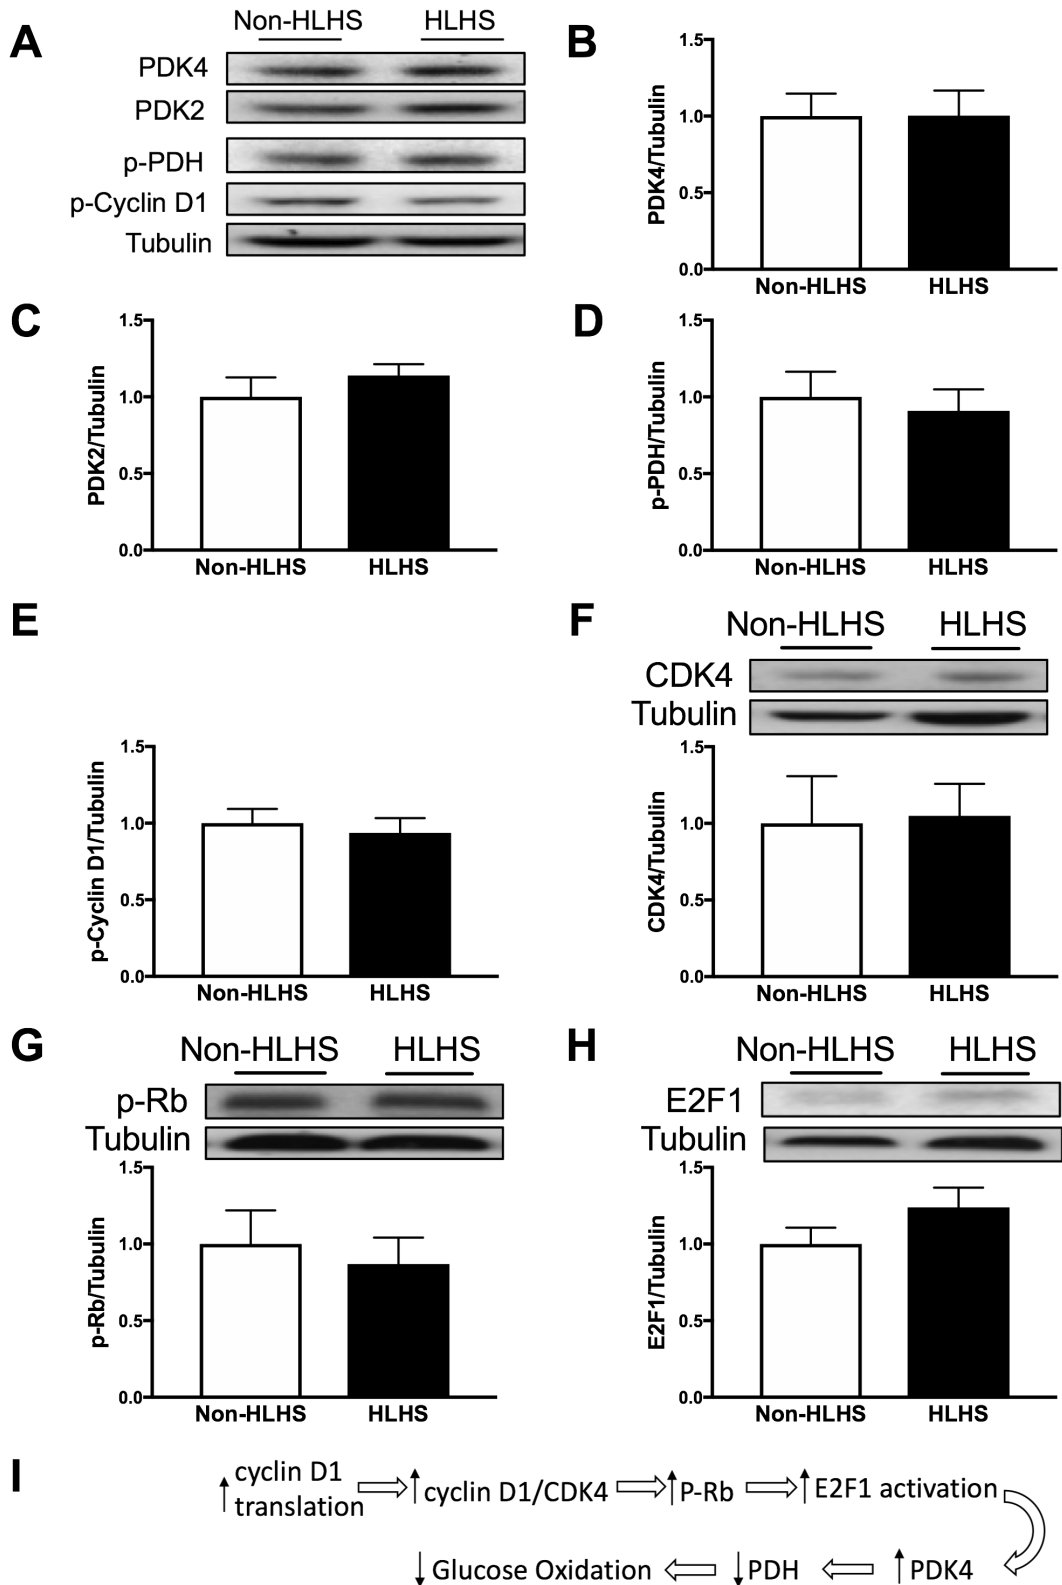 A
Non-HLHS HLHS
PDK4
PDK2
p-PDH
p-Cyclin D1
Tubulin
B
PDK4/Tubulin
1.5
1.0
0.5
0.0
Non-HLHS HLHS
C
PDK2/Tubulin
1.5
1.0
0.5
0.0
Non-HLHS HLHS
D
p-PDH/Tubulin
1.5
1.0
0.5
0.0
Non-HLHS HLHS
E
p-Cyclin D1/Tubulin
1.5
1.0
0.5
0.0
Non-HLHS HLHS
F
Non-HLHS HLHS
CDK4
Tubulin
CDK4/Tubulin
1.5
1.0
0.5
0.0
Non-HLHS HLHS
G
Non-HLHS HLHS
p-Rb
Tubulin
p-Rb/Tubulin
1.5
1.0
0.5
0.0
Non-HLHS HLHS
H
Non-HLHS HLHS
E2F1
Tubulin
E2F1/Tubulin
1.5
1.0
0.5
0.0
Non-HLHS HLHS
I
↑ cyclin D1
translation
⇨ ↑ cyclin D1/CDK4 ⇨ ↑ P-Rb ⇨ ↑ E2F1 activation
↓ Glucose Oxidation ⇦ ↓ PDH ⇦ ↑ PDK4